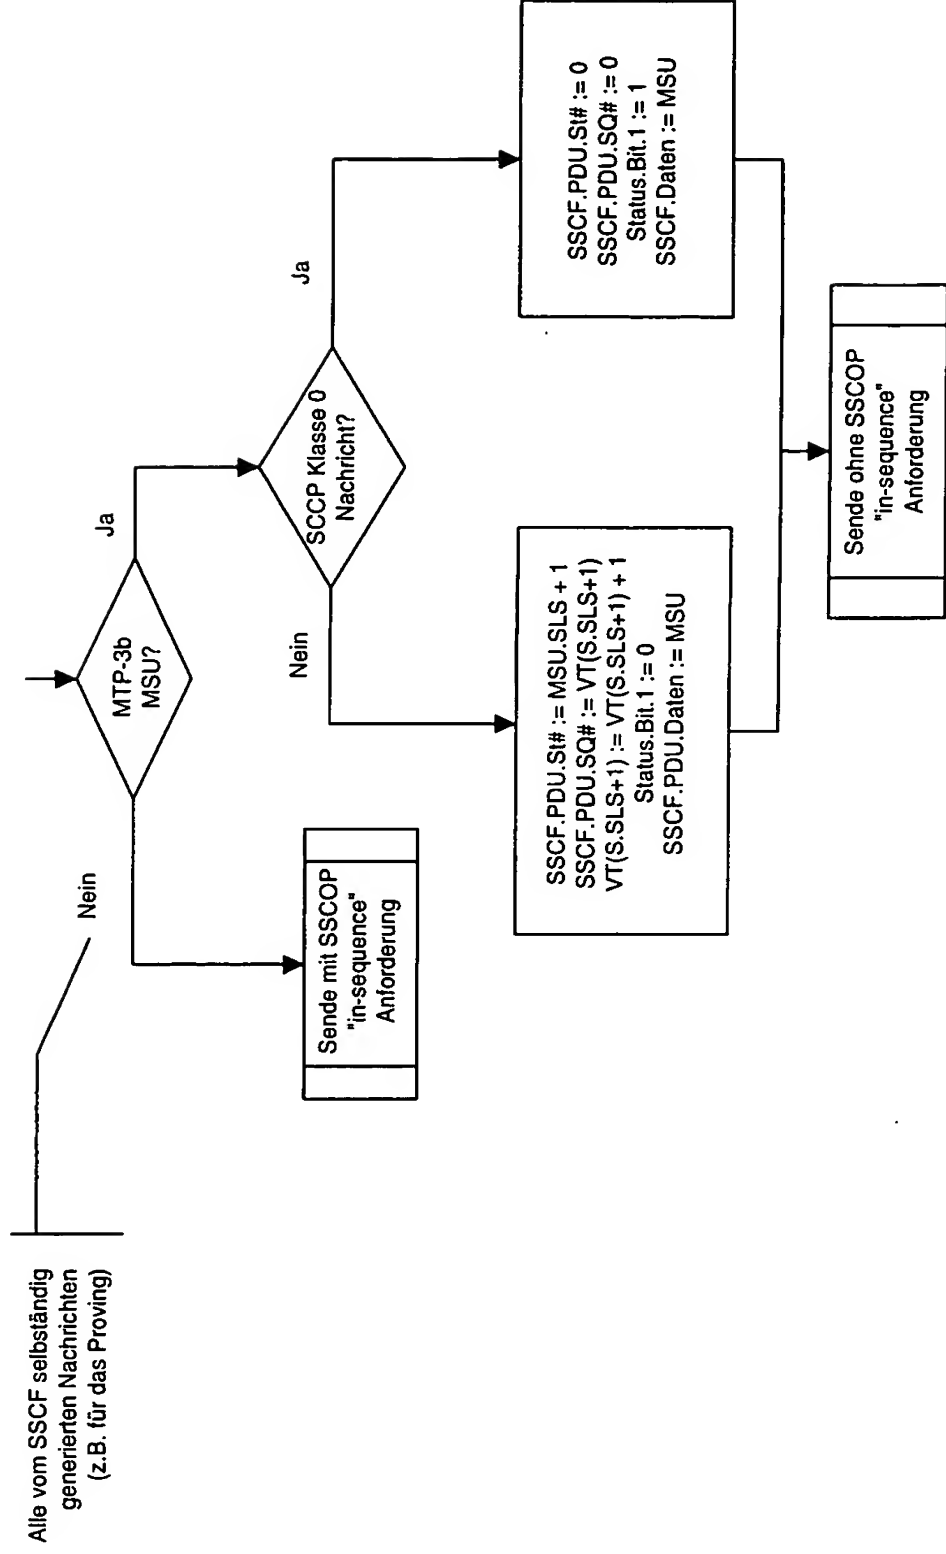 Alle vom SSCF selbständig
generierten Nachrichten
(z.B. für das Proving)
Nein
MTP-3b
MSU?
Ja
Sende mit SSCOP
"in-sequence"
Anforderung
SCCP Klasse 0
Nachricht?
Nein
Ja
SSCF.PDU.St# := MSU.SLS + 1
SSCF.PDU.SQ# := VT(S.SLS+1)
VT(S.SLS+1) := VT(S.SLS+1) + 1
Status.Bit.1 := 0
SSCF.PDU.Daten := MSU
SSCF.PDU.St# := 0
SSCF.PDU.SQ# := 0
Status.Bit.1 := 1
SSCF.Daten := MSU
Sende ohne SSCOP
"in-sequence"
Anforderung